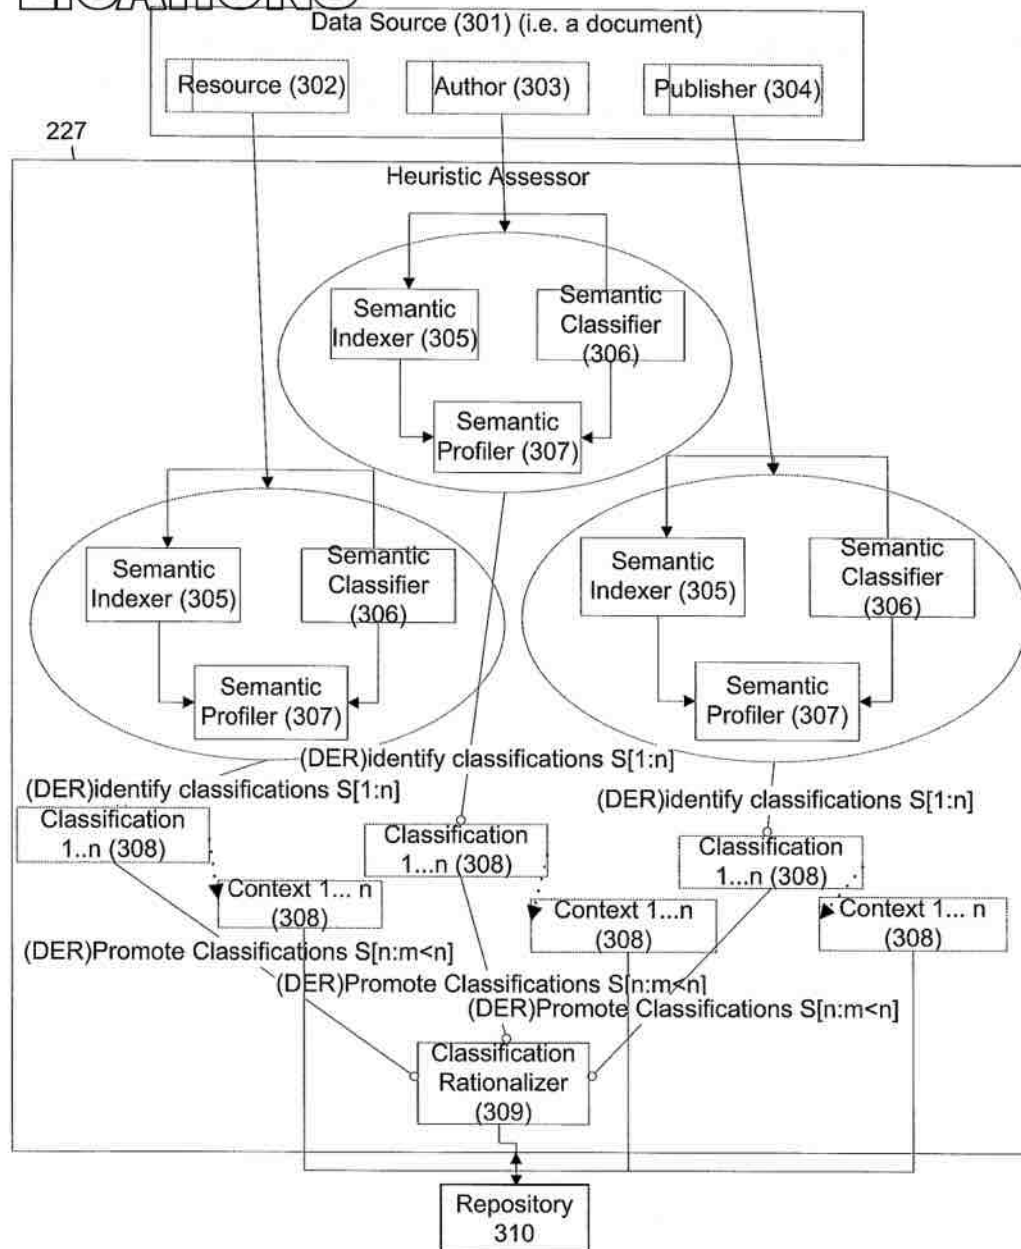 LICATIONS
Data Source (301) (i.e. a document)
Resource (302)
Author (303)
Publisher (304)
227
Heuristic Assessor
Semantic
Indexer (305)
Semantic
Classifier
(306)
Semantic
Profiler (307)
Semantic
Indexer (305)
Semantic
Classifier
(306)
Semantic
Profiler (307)
Semantic
Indexer (305)
Semantic
Classifier
(306)
Semantic
Profiler (307)
(DER)identify classifications S[1:n]
(DER)identify classifications S[1:n]
(DER)identify classifications S[1:n]
Classification
1..n (308)
Classification
1...n (308)
Classification
1...n (308)
Context 1... n
(308)
Context 1...n
(308)
Context 1... n
(308)
(DER)Promote Classifications S[n:m<n]
(DER)Promote Classifications S[n:m<n]
(DER)Promote Classifications S[n:m<n]
Classification
Rationalizer
(309)
Repository
310